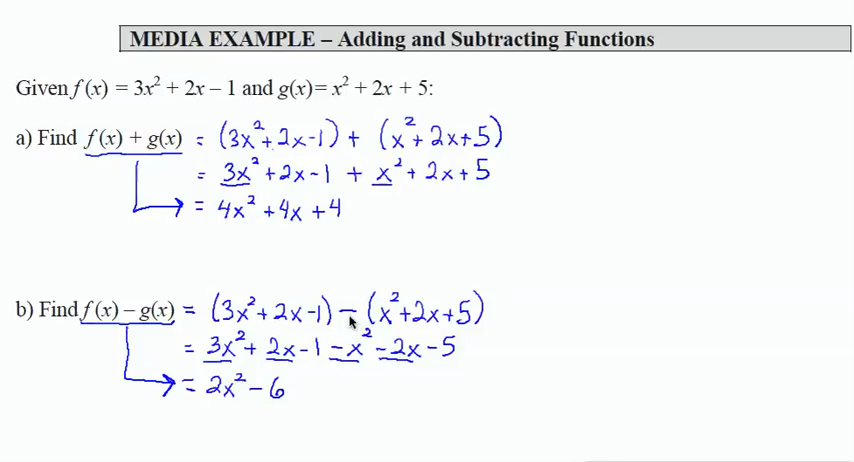 MEDIA EXAMPLE – Adding and Subtracting Functions
Given f (x) = 3x² + 2x – 1 and g(x)= x² + 2x + 5:
a) Find f (x) + g(x) = (3x² + 2x - 1) + (x² + 2x + 5)
= 3x² + 2x - 1 + x² + 2x + 5
= 4x² + 4x + 4
b) Find f (x) – g(x) = (3x² + 2x - 1) - (x² + 2x + 5)
= 3x² + 2x - 1 - x² - 2x - 5
= 2x² - 6